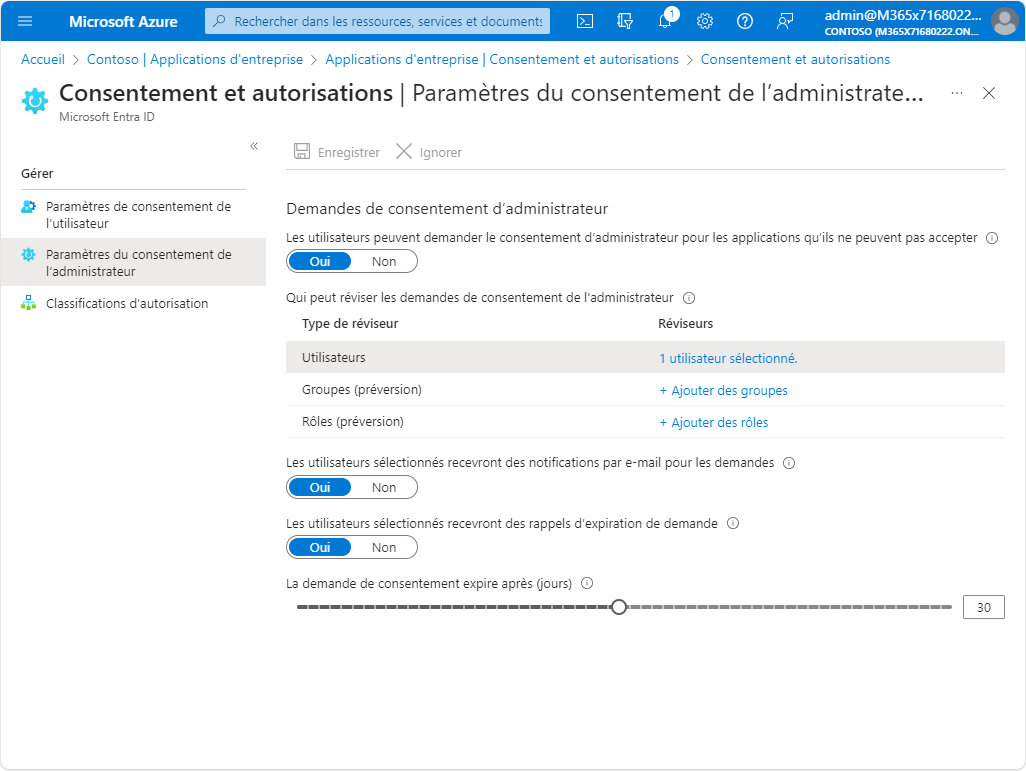 Microsoft Azure
Rechercher dans les ressources, services et documents
1
admin@M365x7168022...
CONTOSO (M365X71680222.ON...
Accueil > Contoso | Applications d'entreprise > Applications d'entreprise | Consentement et autorisations > Consentement et autorisations
Consentement et autorisations | Paramètres du consentement de l’administrate...
Microsoft Entra ID
Gérer
Paramètres de consentement de
l’utilisateur
Paramètres du consentement de
l’administrateur
Classifications d’autorisation
Enregistrer Ignorer
Demandes de consentement d’administrateur
Les utilisateurs peuvent demander le consentement d’administrateur pour les applications qu’ils ne peuvent pas accepter
Oui Non
Qui peut réviser les demandes de consentement de l'administrateur
Type de réviseur Réviseurs
Utilisateurs 1 utilisateur sélectionné.
Groupes (préversion) + Ajouter des groupes
Rôles (préversion) + Ajouter des rôles
Les utilisateurs sélectionnés recevront des notifications par e-mail pour les demandes
Oui Non
Les utilisateurs sélectionnés recevront des rappels d’expiration de demande
Oui Non
La demande de consentement expire après (jours)
30